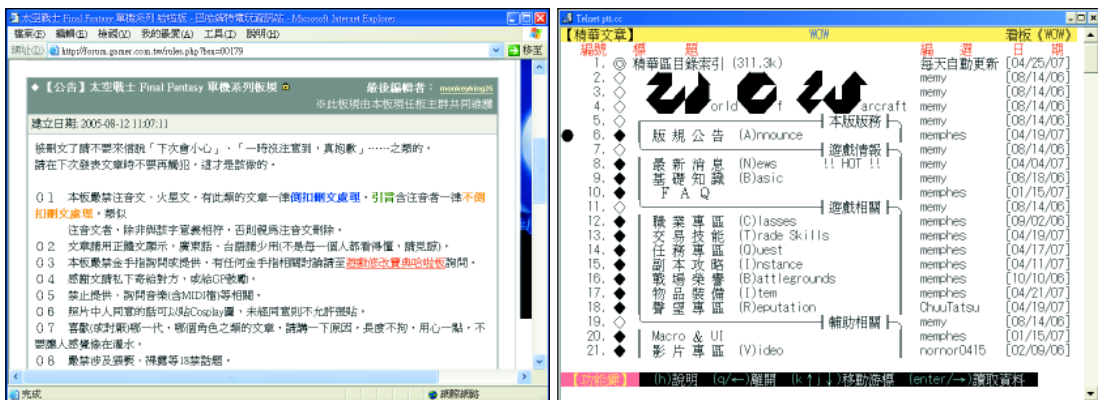 太空戰士 Final Fantasy 單機系列 哈啦板 - 巴哈姆特電玩資訊站 - Microsoft Internet Explorer
檔案(F) 編輯(E) 檢視(V) 我的最愛(A) 工具(T) 說明(H)
網址(D) http://forum.gamer.com.tw/rules.php?bsn=00179 移至
◆【公告】太空戰士 Final Fantasy 單機系列板規 最後編輯者：monkeyking25
※此板規由本板現任板主群共同維護
建立日期: 2005-08-12 11:07:11
被刪文了請不要來信說「下次會小心」、「一時沒注意到，真抱歉」……之類的。
請在下次發表文章時不要再觸犯，這才是該做的。
01 本板嚴禁注音文，火星文，有此類的文章一律倒扣刪文處理，引言含注音者一律不倒
扣刪文處理。類似
注音文者，除非與該字意義相符，否則視為注音文刪除。
02 文章請用正體文顯示，廣東話、台語請少用(不是每一個人都看得懂，請見諒)。
03 本板嚴禁金手指詢問或提供，有任何金手指相關討論請至遊戲修改寶典哈啦板詢問。
04 感謝文請私下寄給對方，或給GP鼓勵。
05 禁止提供、詢問音樂(含MIDI檔)等相關。
06 照片中人同意的話可以貼Cosplay圖，未經同意則不允許張貼。
07 喜歡(或討厭)哪一代，哪個角色之類的文章，請講一下原因，長度不拘，用心一點，不
要讓人感覺像在灌水。
08 嚴禁涉及猥褻，裸露等18禁話題。
完成 網際網路
Telnet ptt.cc
【精華文章】 WOW 看板《WOW》
編號 標 題 編 選 日 期
1. ◎ 精華區目錄索引 (311.3k) 每天自動更新 [04/25/07]
2. ◇ memy [08/14/06]
3. ◇ W O W memy [08/14/06]
4. ◇ orld f arcraft memy [08/14/06]
5. ◇ 本版版務 memy [08/14/06]
● 6. ◆ 版 規 公 告 (A)nnounce memphes [04/19/07]
7. ◇ 遊戲情報 memy [08/14/06]
8. ◆ 最 新 消 息 (N)ews !! HOT !! memphes [04/04/07]
9. ◆ 基 礎 知 識 (B)asic memy [08/18/06]
10. ◆ F A Q memphes [01/15/07]
11. ◇ 遊戲相關 memy [08/14/06]
12. ◆ 職 業 專 區 (C)lasses memphes [09/02/06]
13. ◆ 交 易 技 能 (T)rade Skills memphes [04/19/07]
14. ◆ 任 務 專 區 (Q)uest memphes [04/17/07]
15. ◆ 副 本 攻 略 (I)nstance memphes [04/11/07]
16. ◆ 戰 場 榮 譽 (B)attlegrounds memphes [10/10/06]
17. ◆ 物 品 裝 備 (I)tem memphes [04/21/07]
18. ◆ 聲 望 專 區 (R)eputation ChuuTatsu [04/19/07]
19. ◇ 輔助相關 memy [08/14/06]
20. ◆ Macro & UI memphes [01/15/07]
21. ◆ 影 片 專 區 (V)ideo nornor0415 [02/09/06]
【功能鍵】 (h)說明 (q/←)離開 (k↑j↓)移動游標 (enter/→)讀取資料